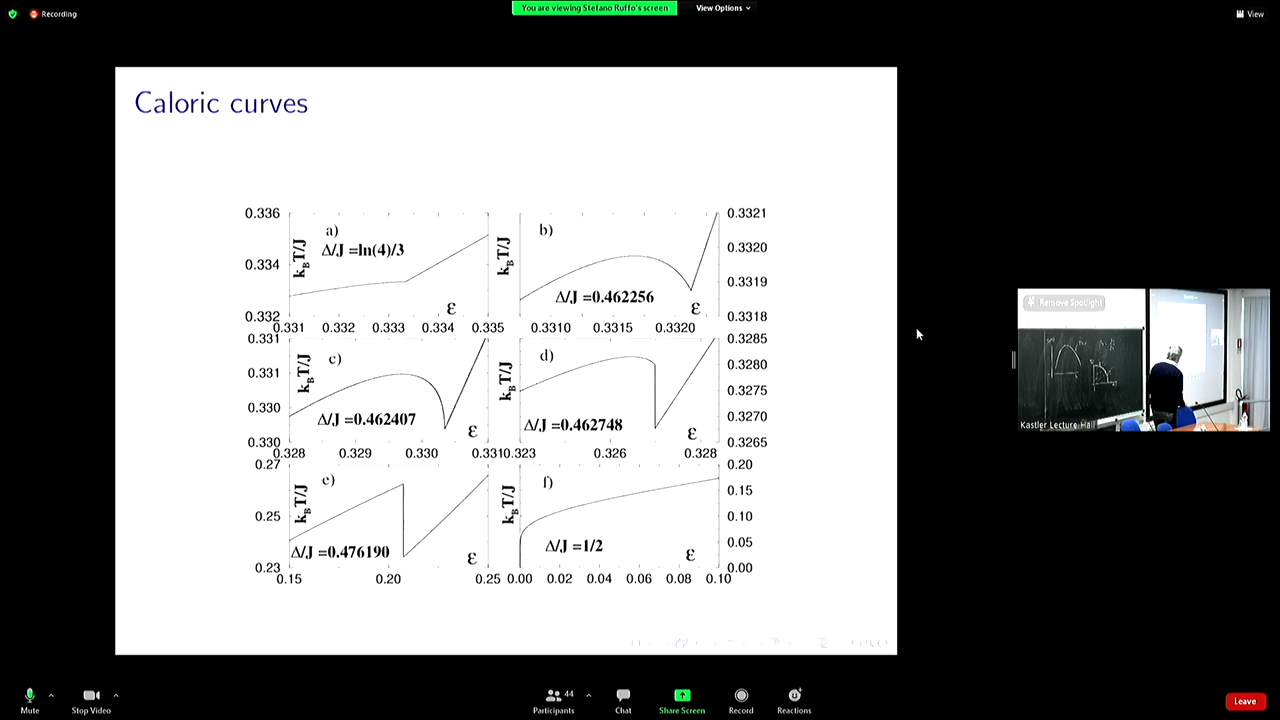 Recording
You are viewing Stefano Ruffo's screen
View Options
View
Caloric curves
0.336
0.334
0.332
k_BT/J
a)
Δ/J =ln(4)/3
ε
0.331 0.332 0.333 0.334 0.335
k_BT/J
b)
Δ/J =0.462256
ε
0.3321
0.3320
0.3319
0.3318
0.3310 0.3315 0.3320
0.331
0.331
0.330
0.330
k_BT/J
c)
Δ/J =0.462407
ε
0.328 0.329 0.330 0.331
k_BT/J
d)
Δ/J =0.462748
ε
0.3285
0.3280
0.3275
0.3270
0.3265
0.323 0.326 0.328
0.27
0.25
0.23
k_BT/J
e)
Δ/J =0.476190
ε
0.15 0.20 0.25
k_BT/J
f)
Δ/J =1/2
ε
0.20
0.15
0.10
0.05
0.00
0.00 0.02 0.04 0.06 0.08 0.10
Remove Spotlight
Kastler Lecture Hall
Mute
Stop Video
Participants
44
Chat
Share Screen
Record
Reactions
Leave